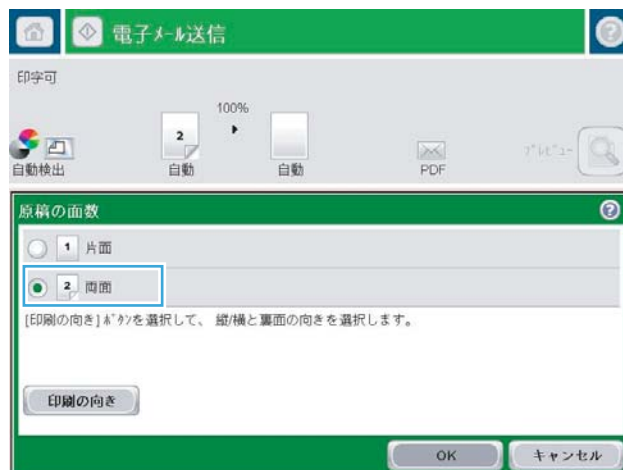 電子メール送信
印字可
100%
2
自動検出
自動
自動
PDF
プレビュー
原稿の面数
1 片面
2 両面
[印刷の向き]ボタンを選択して、 縦/横と裏面の向きを選択します。
印刷の向き
OK
キャンセル